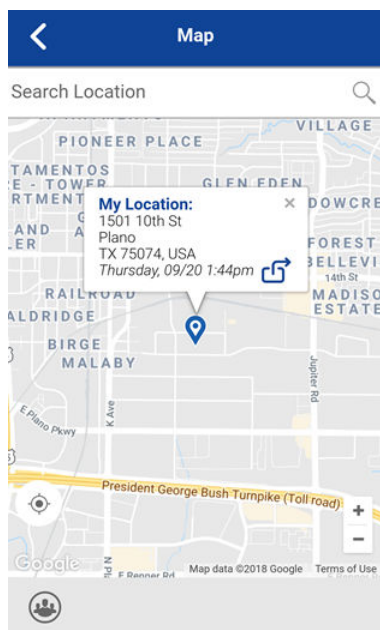 Map
Search Location
PIONEER PLACE
VILLAGE
TAMENTOS
E - TOWER
RTMENT
GLEN EDEN
DOWCRE
My Location:
1501 10th St
Plano
TX 75074, USA
Thursday, 09/20 1:44pm
AND
LER
FOREST
BELLEVI
14th St
RAILROAD
MADISO
ESTATE
ALDRIDGE
BIRGE
MALABY
Jupiter Rd
K Ave
E Plano Pkwy
President George Bush Turnpike (Toll road)
+
−
Google
E Renner Rd
Map data ©2018 Google
Terms of Use